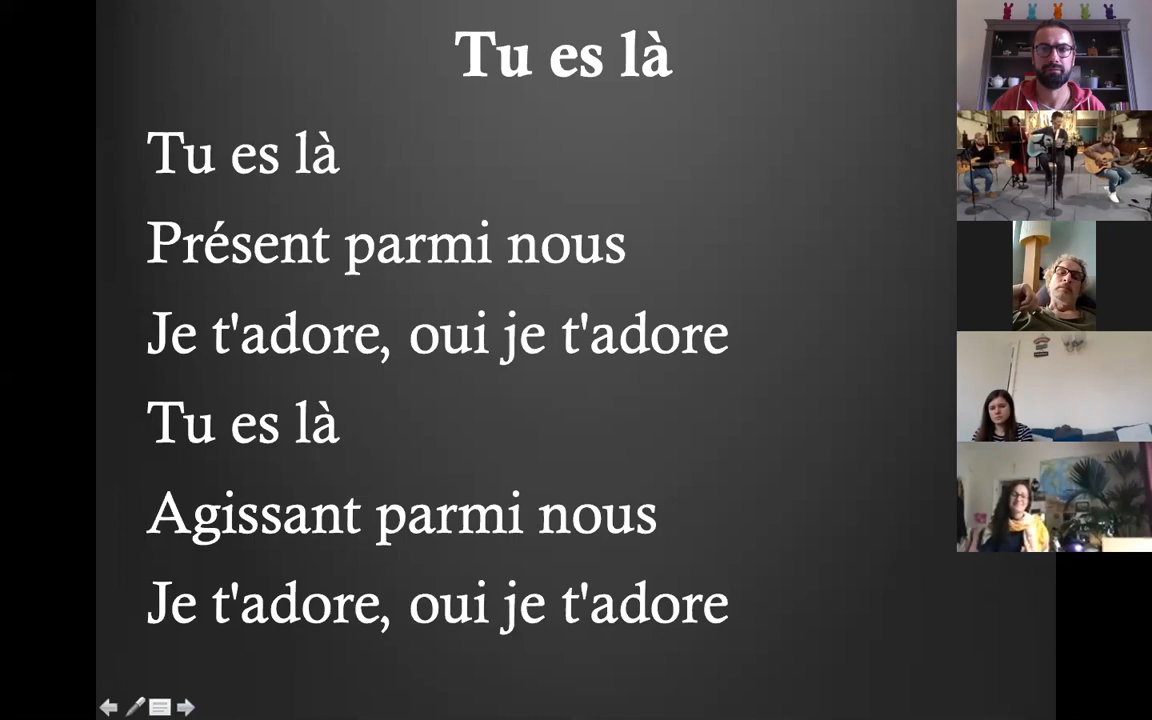 Tu es là
Tu es là
Présent parmi nous
Je t'adore, oui je t'adore
Tu es là
Agissant parmi nous
Je t'adore, oui je t'adore